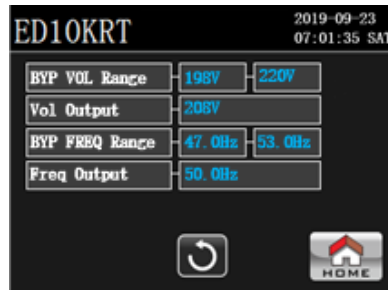 ED10KRT
2019-09-23
07:01:35 SAT
BYP VOL Range 198V 220V
Vol Output 208V
BYP FREQ Range 47.0Hz 53.0Hz
Freq Output 50.0Hz
HOME